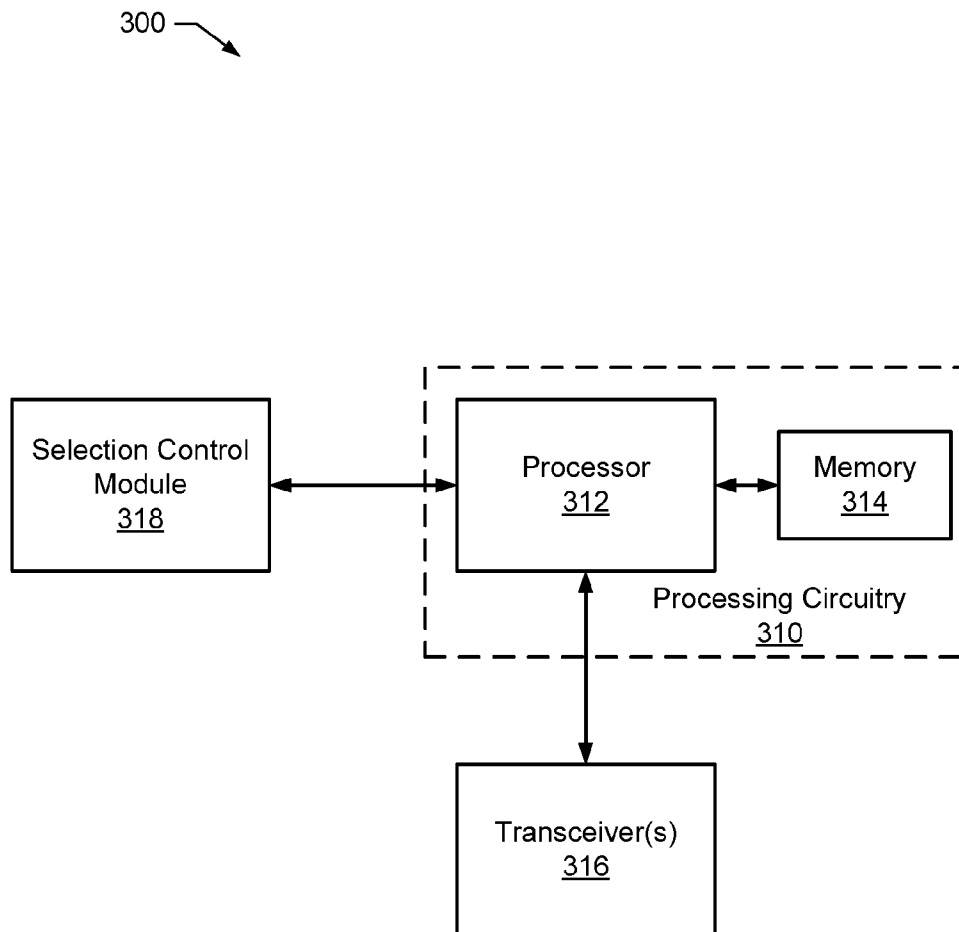 300
Selection Control
Module
318
Processor
312
Memory
314
Processing Circuitry
310
Transceiver(s)
316